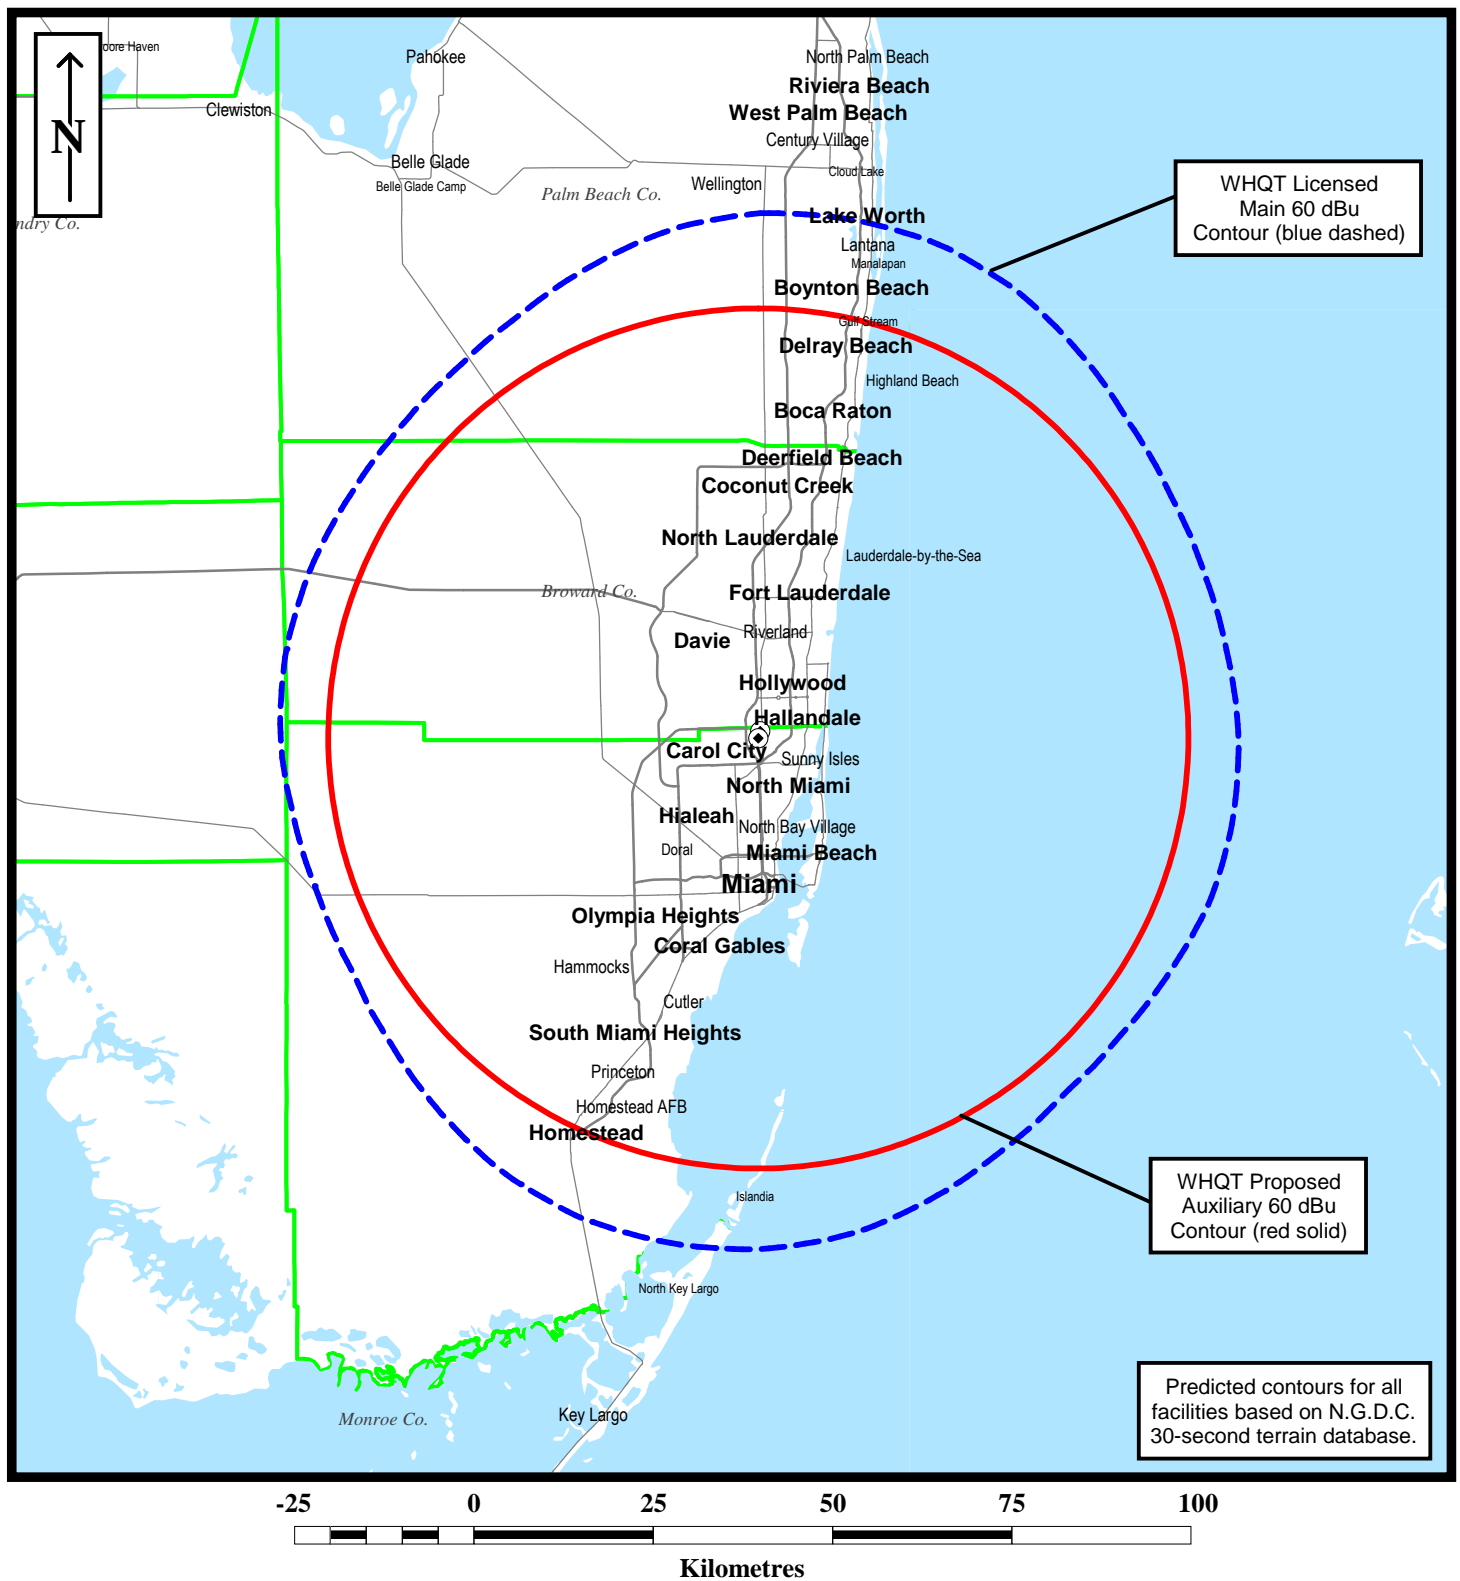 oore Haven
Pahokee
North Palm Beach
Riviera Beach
Clewiston
West Palm Beach
N
Century Village
Belle Glade
Cloud Lake
Belle Glade Camp
Wellington
Palm Beach Co.
WHQT Licensed
Main 60 dBu
Contour (blue dashed)
ndry Co.
Lake Worth
Lantana
Manalapan
Boynton Beach
Gulf Stream
Delray Beach
Highland Beach
Boca Raton
Deerfield Beach
Coconut Creek
North Lauderdale
Lauderdale-by-the-Sea
Broward Co.
Fort Lauderdale
Riverland
Davie
Hollywood
Hallandale
Carol City
Sunny Isles
North Miami
Hialeah
North Bay Village
Doral
Miami Beach
Miami
Olympia Heights
Coral Gables
Hammocks
Cutler
South Miami Heights
Princeton
Homestead AFB
Homestead
WHQT Proposed
Auxiliary 60 dBu
Contour (red solid)
Islandia
North Key Largo
Predicted contours for all
facilities based on N.G.D.C.
30-second terrain database.
Monroe Co.
Key Largo
-25 0 25 50 75 100
Kilometres